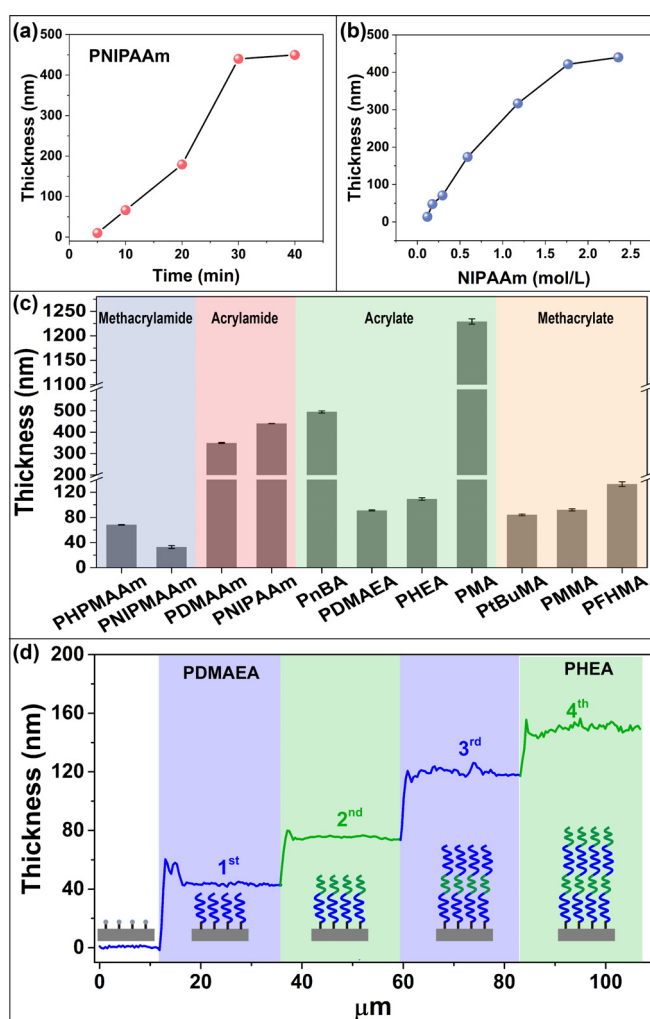 (a)
PNIPAAm
Thickness (nm)
500
400
300
200
100
0
0 10 20 30 40
Time (min)
(b)
Thickness (nm)
500
400
300
200
100
0
0.0 0.5 1.0 1.5 2.0 2.5
NIPAAm (mol/L)
(c)
Methacrylamide Acrylamide Acrylate Methacrylate
Thickness (nm)
1250
1200
1150
1100
500
400
300
200
120
80
40
0
PHPMAAm PNIPMAAm PDMAAm PNIPAAm PnBA PDMAEA PHEA PMA PtBuMA PMMA PFHMA
(d)
PDMAEA PHEA
Thickness (nm)
200
160
120
80
40
0
1st
2nd
3rd
4th
0 20 40 60 80 100
μm